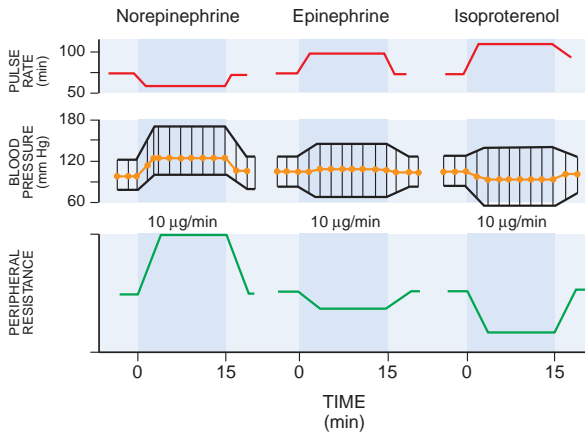 Norepinephrine Epinephrine Isoproterenol
PULSE
RATE
(min)
100
50
BLOOD
PRESSURE
(mm Hg)
180
120
60
10 µg/min 10 µg/min 10 µg/min
PERIPHERAL
RESISTANCE
0 15 0 15 0 15
TIME
(min)